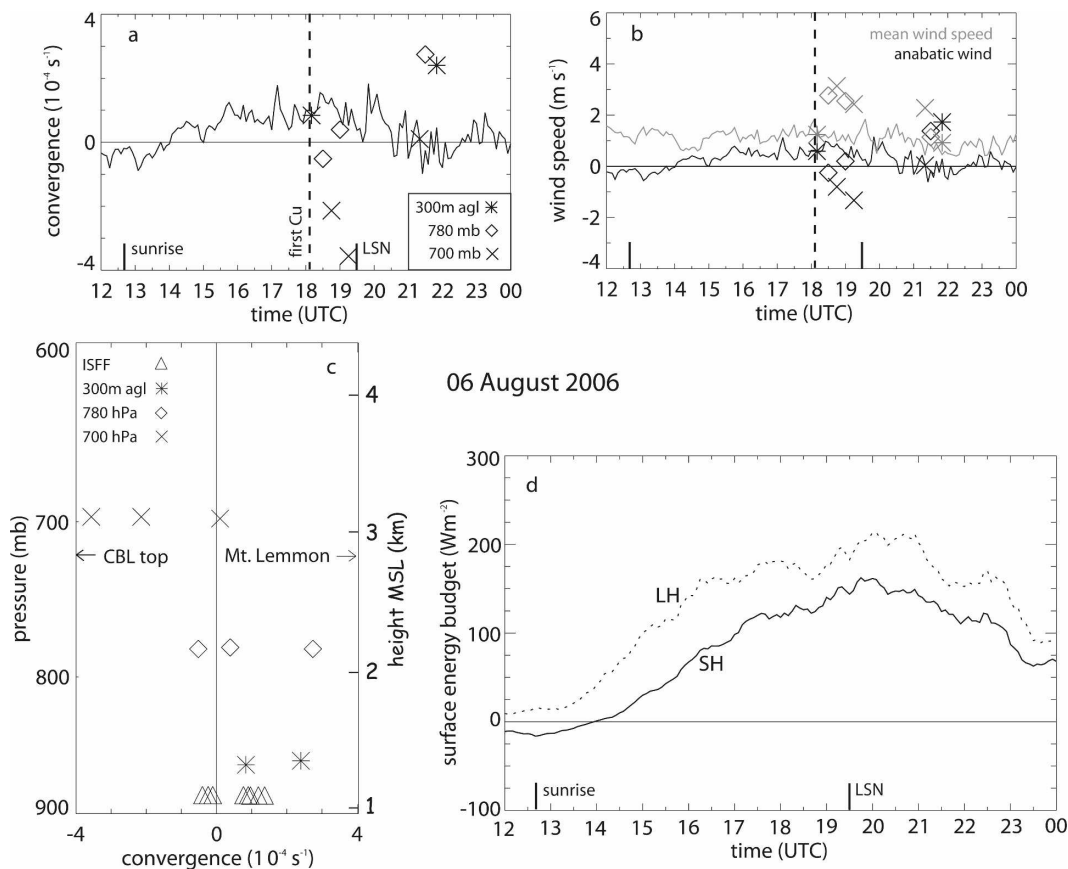 4
2
0
-4
convergence (10⁻⁴ s⁻¹)
a
first Cu
sunrise
LSN
300m agl
780 mb
700 mb
12 13 14 15 16 17 18 19 20 21 22 23 00
time (UTC)
6
4
2
0
-2
-4
wind speed (m s⁻¹)
b
mean wind speed
anabatic wind
12 13 14 15 16 17 18 19 20 21 22 23 00
time (UTC)
06 August 2006
600
700
800
900
pressure (mb)
ISFF
300m agl
780 hPa
700 hPa
c
← CBL top
Mt. Lemmon →
4
3
2
1
height MSL (km)
-4 0 4
convergence (10⁻⁴ s⁻¹)
300
200
100
0
-100
surface energy budget (Wm⁻²)
d
LH
SH
sunrise
LSN
12 13 14 15 16 17 18 19 20 21 22 23 00
time (UTC)